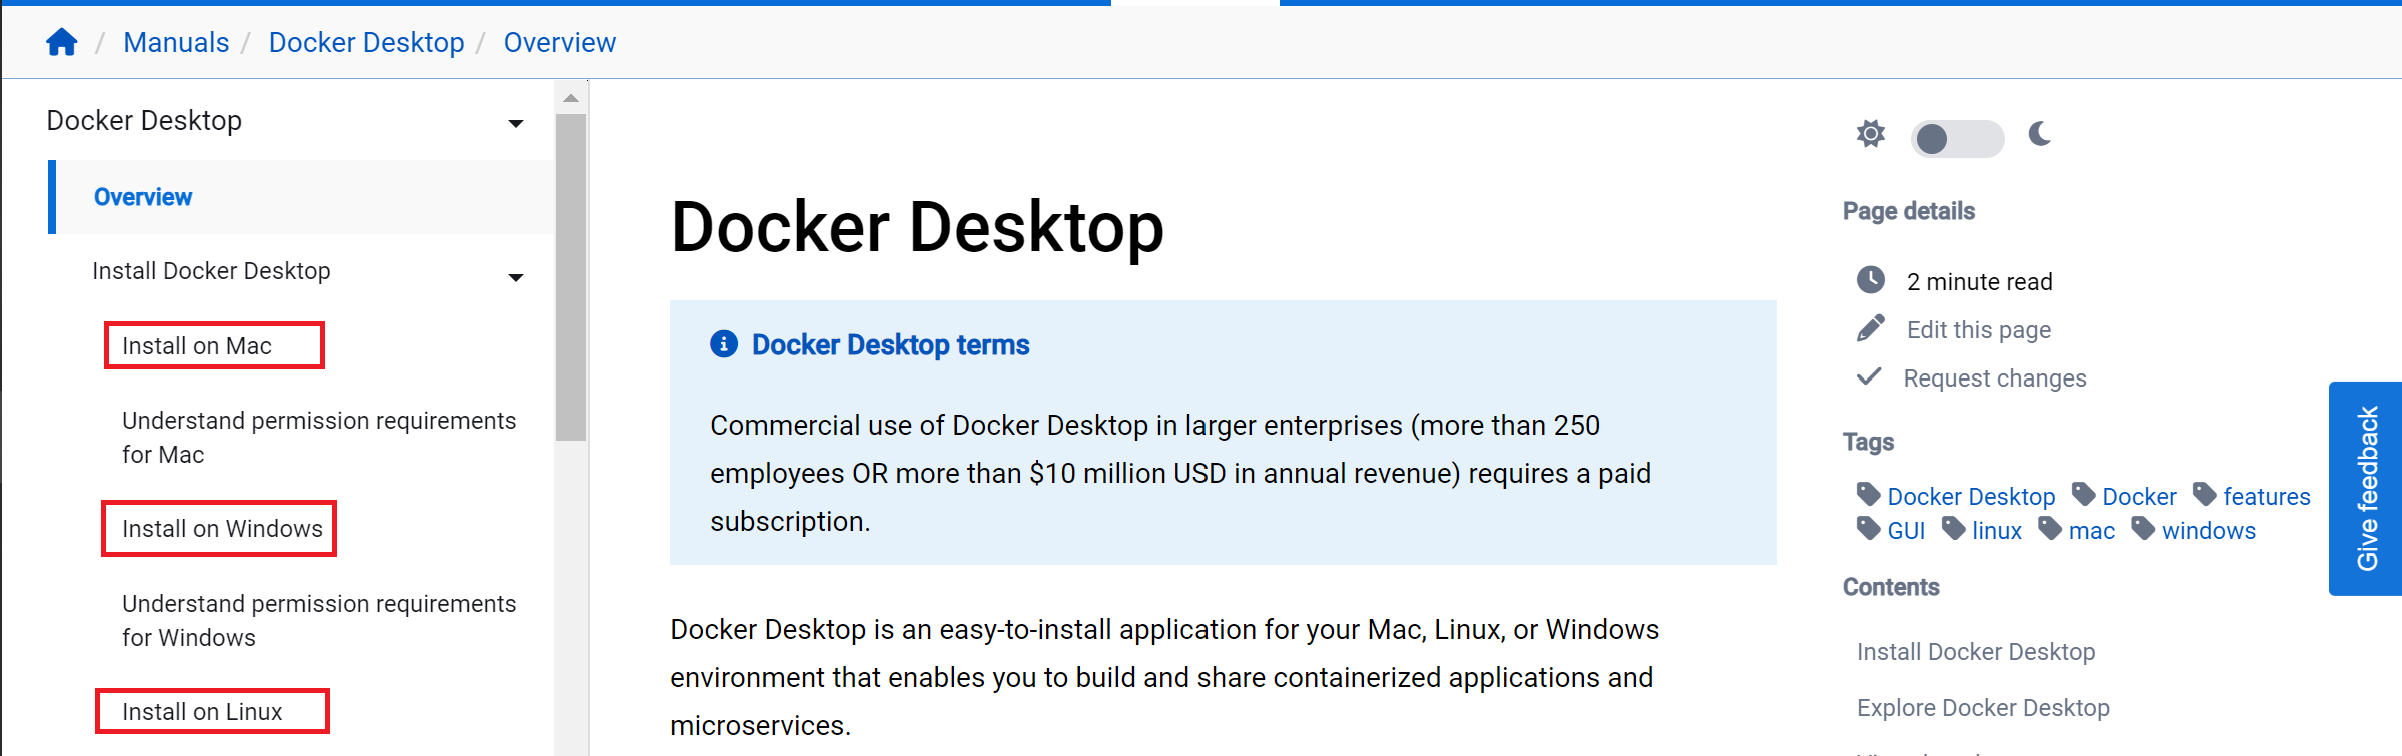 / Manuals / Docker Desktop / Overview
Docker Desktop
Overview
Install Docker Desktop
Install on Mac
Understand permission requirements
for Mac
Install on Windows
Understand permission requirements
for Windows
Install on Linux
Docker Desktop
Docker Desktop terms
Commercial use of Docker Desktop in larger enterprises (more than 250
employees OR more than $10 million USD in annual revenue) requires a paid
subscription.
Docker Desktop is an easy-to-install application for your Mac, Linux, or Windows
environment that enables you to build and share containerized applications and
microservices.
Page details
2 minute read
Edit this page
Request changes
Tags
Docker Desktop Docker features
GUI linux mac windows
Contents
Install Docker Desktop
Explore Docker Desktop
Give feedback